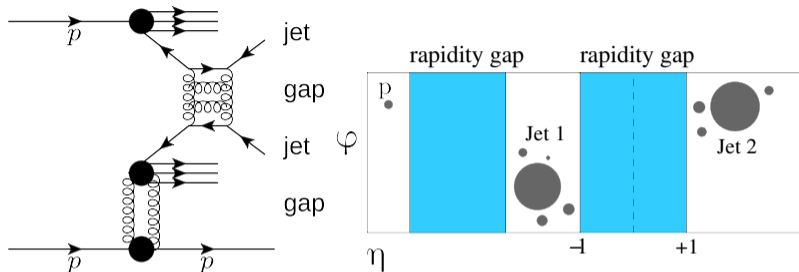 p
jet
gap
jet
gap
p
p
rapidity gap
rapidity gap
p
Jet 1
Jet 2
φ
η
-1
+1